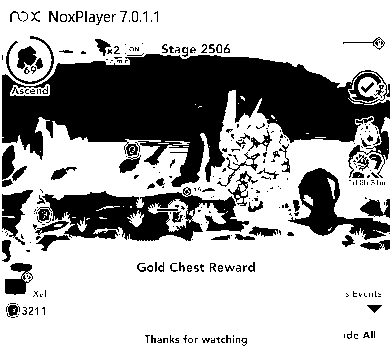 nox NoxPlayer 7.0.1.1
x2 ON
Stage 2506
69
Ascend
Gold Chest Reward
Xel
s Events
3211
ide All
Thanks for watching